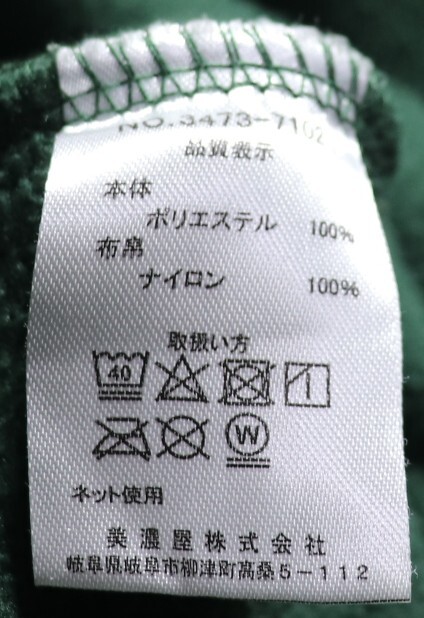 NO.3473-7102
品質表示
本体
ポリエステル 100%
布帛
ナイロン 100%
取扱い方
40
W
ネット使用
美濃屋株式会社
岐阜県岐阜市柳津町高桑5-112